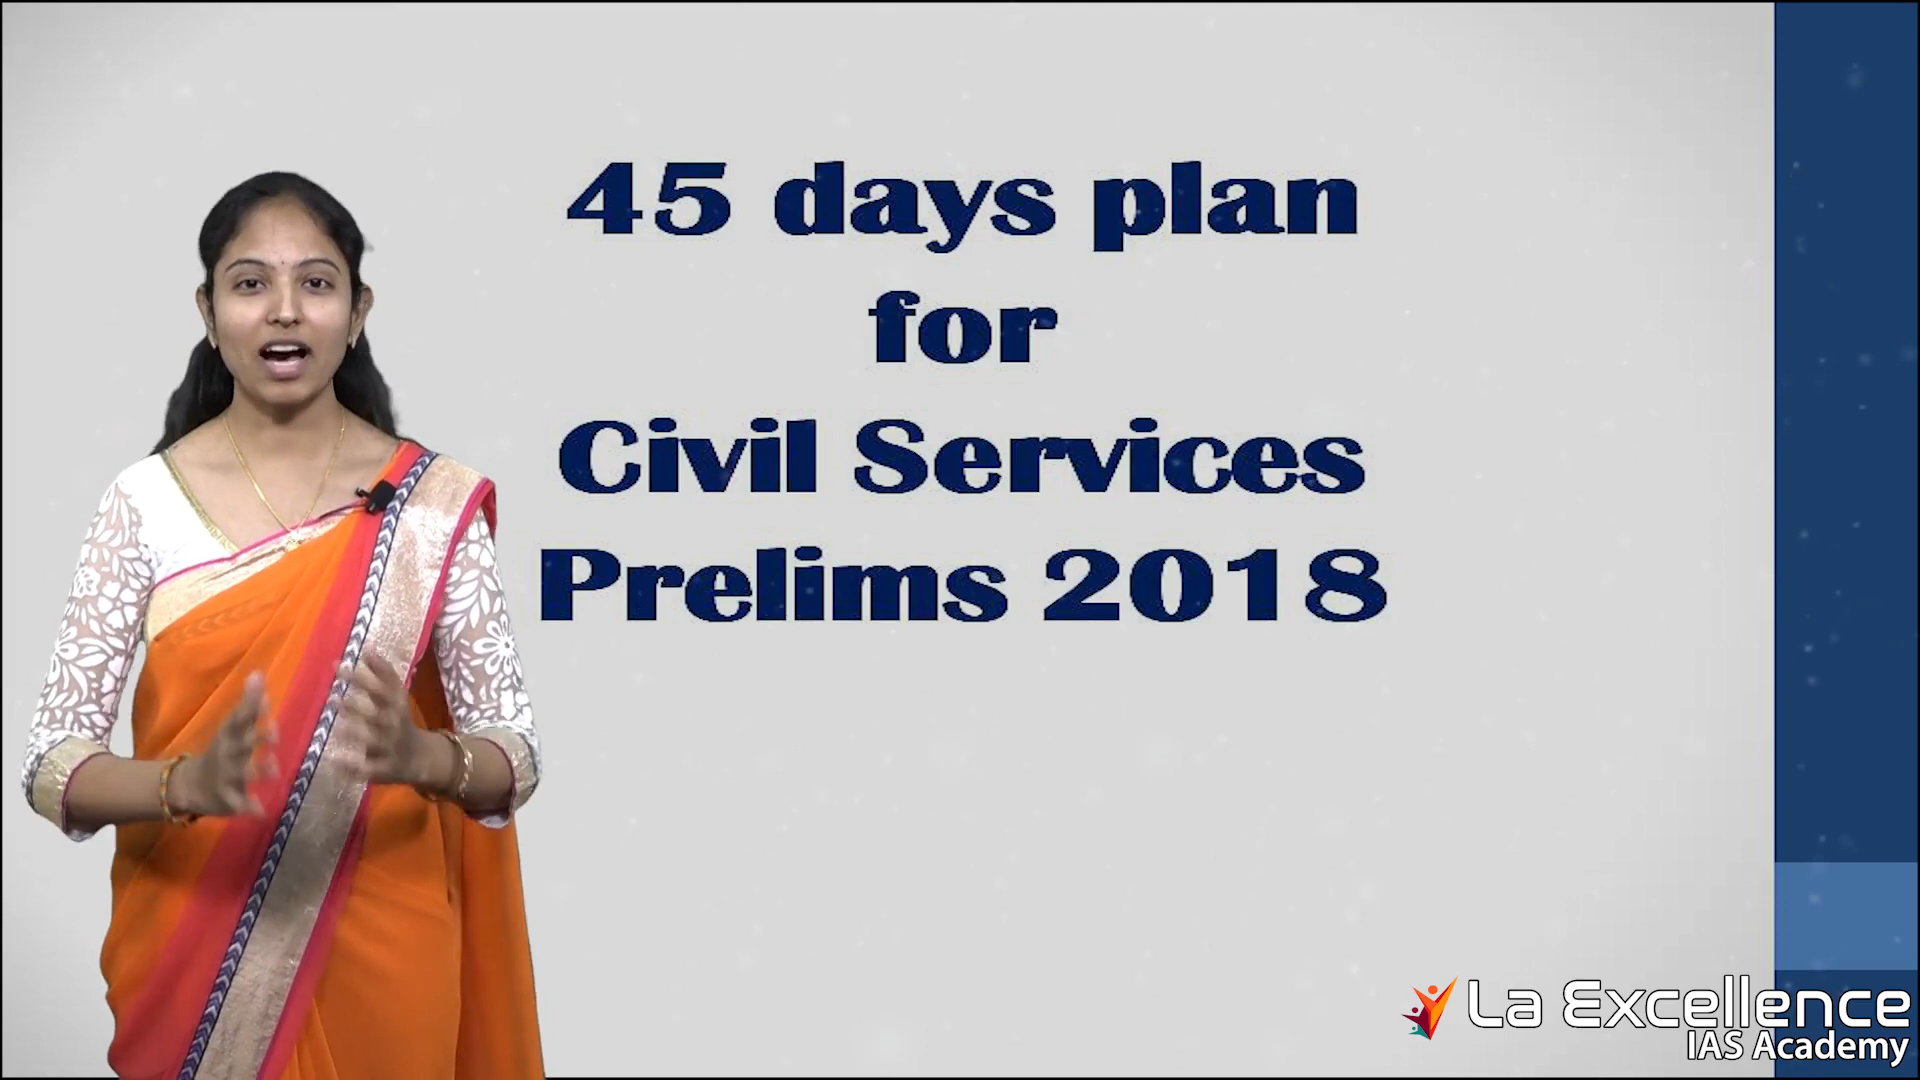 45 days plan
for
Civil Services
Prelims 2018
La Excellence
IAS Academy